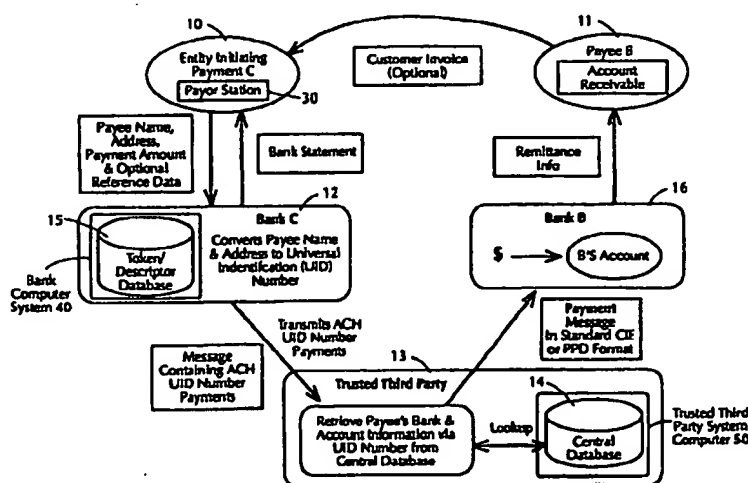 10
11
Entity Initiating
Payment C
Payor Station
30
Customer Invoice
(Optional)
Payee B
Account
Receivable
Payee Name,
Address,
Payment Amount
& Optional
Reference Data
Bank Statement
Remittance
Info
12
16
15
Bank C
Converts Payee Name
& Address to Universal
Indentification (UID)
Number
Token/
Descriptor
Database
Bank
Computer
System 40
Bank B
$
B'S Account
Transmits ACH
UID Number
Payments
Message
Containing ACH
UID Number
Payments
Payment
Message
In Standard CIF
or PPD Format
13
Trusted Third Party
14
Retrieve Payee's Bank &
Account Information via
UID Number from
Central Database
Lookup
Central
Database
Trusted Third
Party System
Computer 50